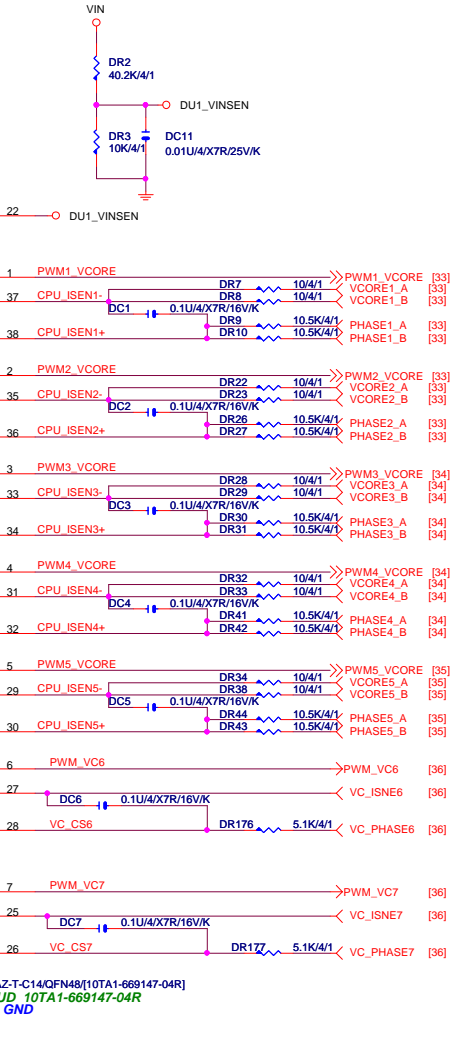 VIN
DR2
40.2K/4/1
DU1_VINSEN
DR3
10K/4/1
DC11
0.01U/4/X7R/25V/K
22 DU1_VINSEN
1 PWM1_VCORE PWM1_VCORE [33]
DR7 10/4/1 VCORE1_A [33]
37 CPU_ISEN1- DR8 10/4/1 VCORE1_B [33]
DC1 0.1U/4/X7R/16V/K
DR9 10.5K/4/1 PHASE1_A [33]
38 CPU_ISEN1+ DR10 10.5K/4/1 PHASE1_B [33]
2 PWM2_VCORE PWM2_VCORE [33]
DR22 10/4/1 VCORE2_A [33]
35 CPU_ISEN2- DR23 10/4/1 VCORE2_B [33]
DC2 0.1U/4/X7R/16V/K
DR26 10.5K/4/1 PHASE2_A [33]
36 CPU_ISEN2+ DR27 10.5K/4/1 PHASE2_B [33]
3 PWM3_VCORE PWM3_VCORE [34]
DR28 10/4/1 VCORE3_A [34]
33 CPU_ISEN3- DR29 10/4/1 VCORE3_B [34]
DC3 0.1U/4/X7R/16V/K
DR30 10.5K/4/1 PHASE3_A [34]
34 CPU_ISEN3+ DR31 10.5K/4/1 PHASE3_B [34]
4 PWM4_VCORE PWM4_VCORE [34]
DR32 10/4/1 VCORE4_A [34]
31 CPU_ISEN4- DR33 10/4/1 VCORE4_B [34]
DC4 0.1U/4/X7R/16V/K
DR41 10.5K/4/1 PHASE4_A [34]
32 CPU_ISEN4+ DR42 10.5K/4/1 PHASE4_B [34]
5 PWM5_VCORE PWM5_VCORE [35]
DR34 10/4/1 VCORE5_A [35]
29 CPU_ISEN5- DR38 10/4/1 VCORE5_B [35]
DC5 0.1U/4/X7R/16V/K
DR44 10.5K/4/1 PHASE5_A [35]
30 CPU_ISEN5+ DR43 10.5K/4/1 PHASE5_B [35]
6 PWM_VC6 PWM_VC6 [36]
27 VC_ISNE6 [36]
DC6 0.1U/4/X7R/16V/K
28 VC_CS6 DR176 5.1K/4/1 VC_PHASE6 [36]
7 PWM_VC7 PWM_VC7 [36]
25 VC_ISNE7 [36]
DC7 0.1U/4/X7R/16V/K
26 VC_CS7 DR177 5.1K/4/1 VC_PHASE7 [36]
AZ-T-C14/QFN48/[10TA1-669147-04R]
UD_10TA1-669147-04R
GND